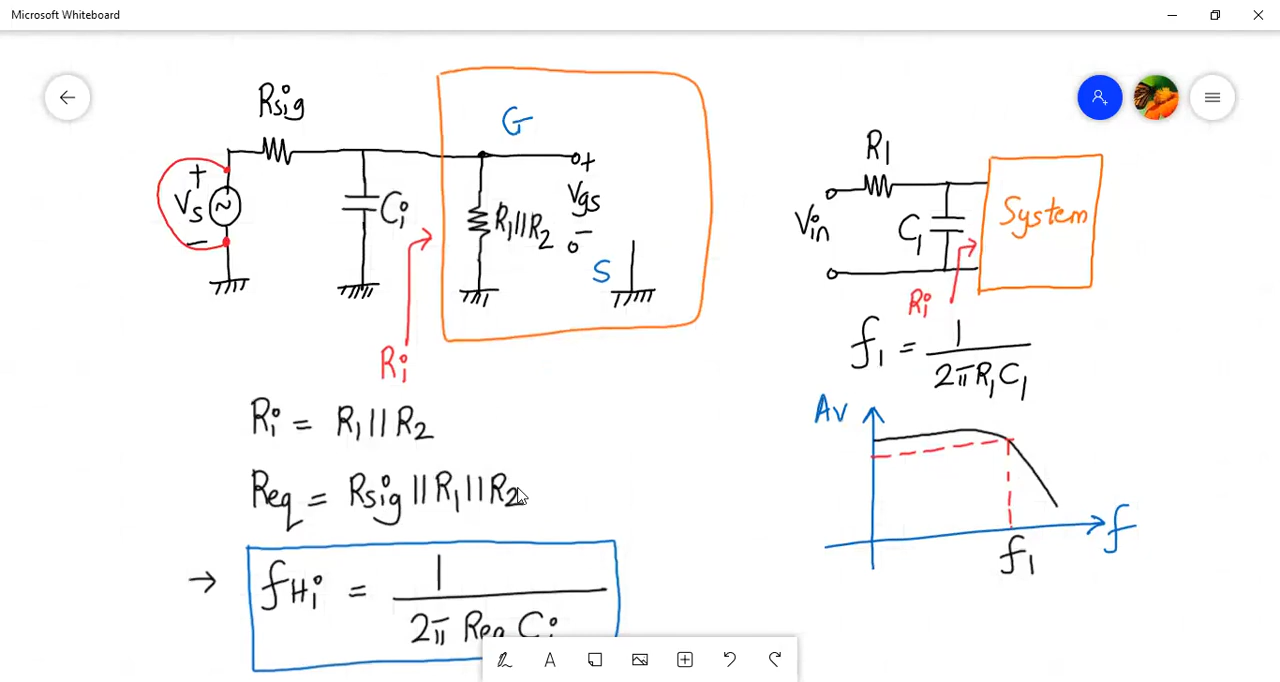 Microsoft Whiteboard
Rsig
G
+
Vs
−
Ci
R1||R2
+
Vgs
−
S
Ri
Ri = R1 || R2
Req = Rsig || R1 || R2
→ fHi = 1 / 2π Req Ci
R1
Vin
C1
System
Ri
f1 = 1 / 2πR1C1
Av
f
f1
A